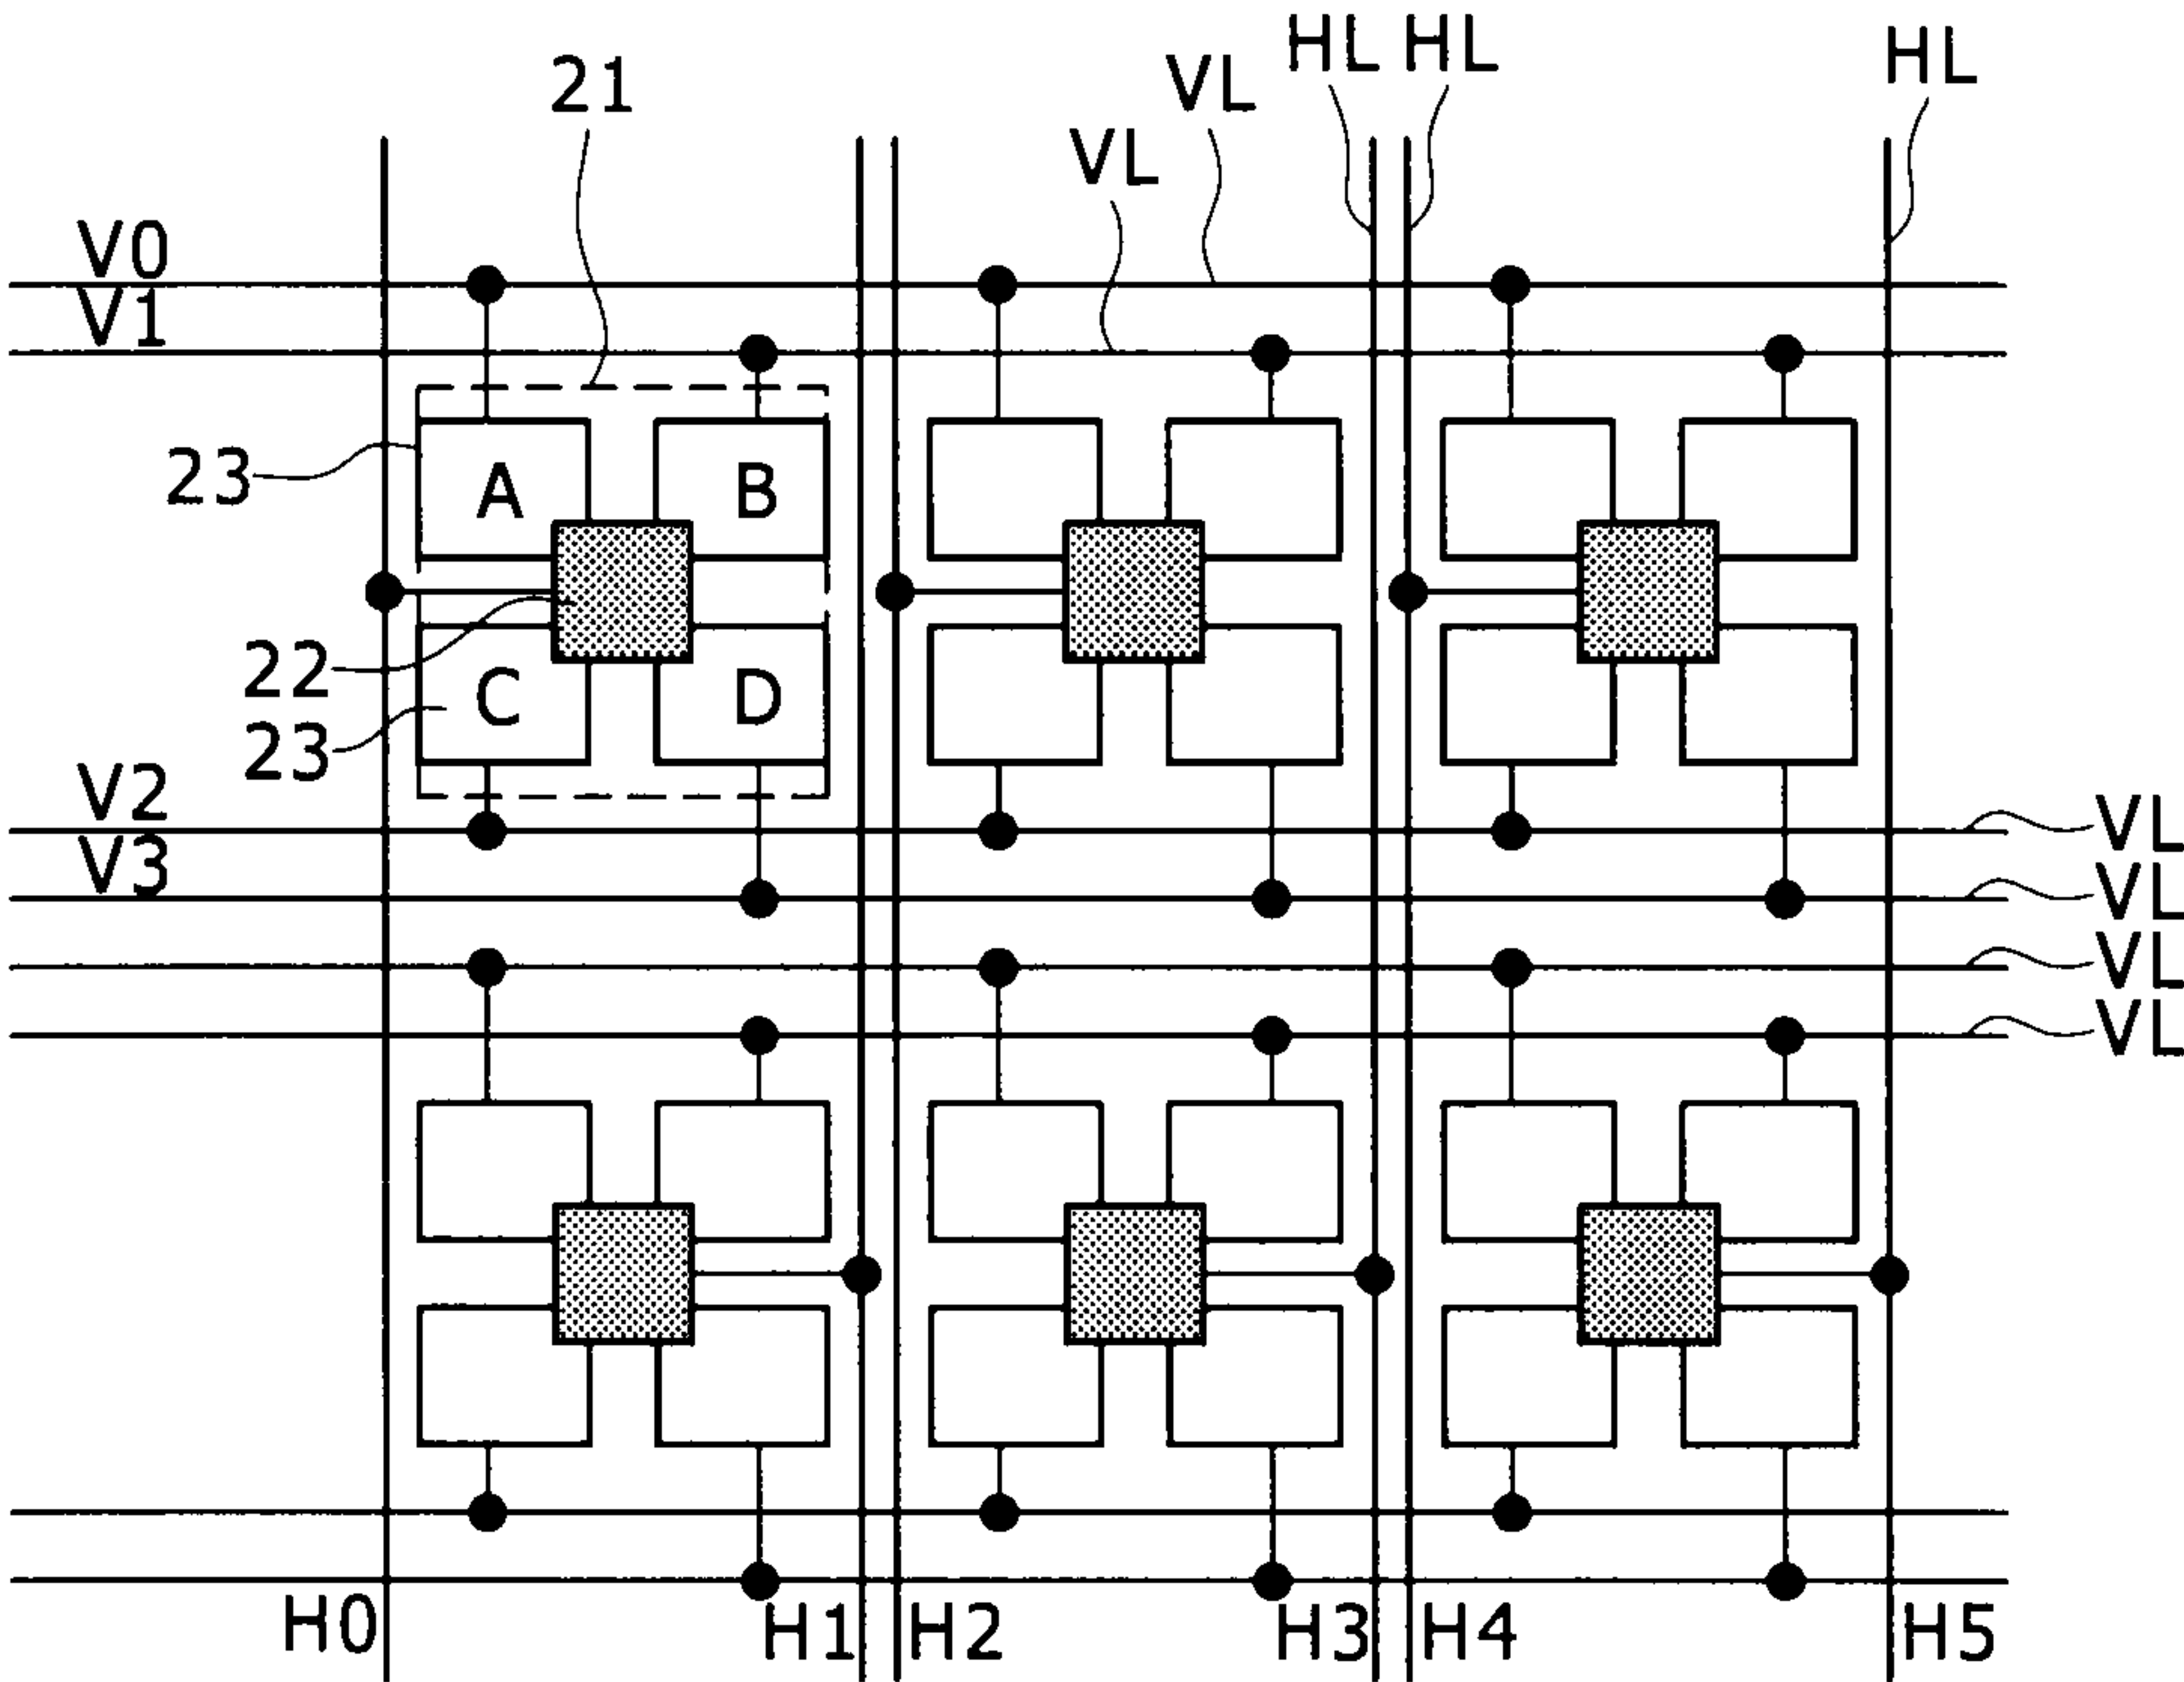 HL HL HL
21 VL
VL
V0
V1
23 A B
22 C D
23
V2 VL
V3 VL
VL
VL
H0 H1 H2 H3 H4 H5